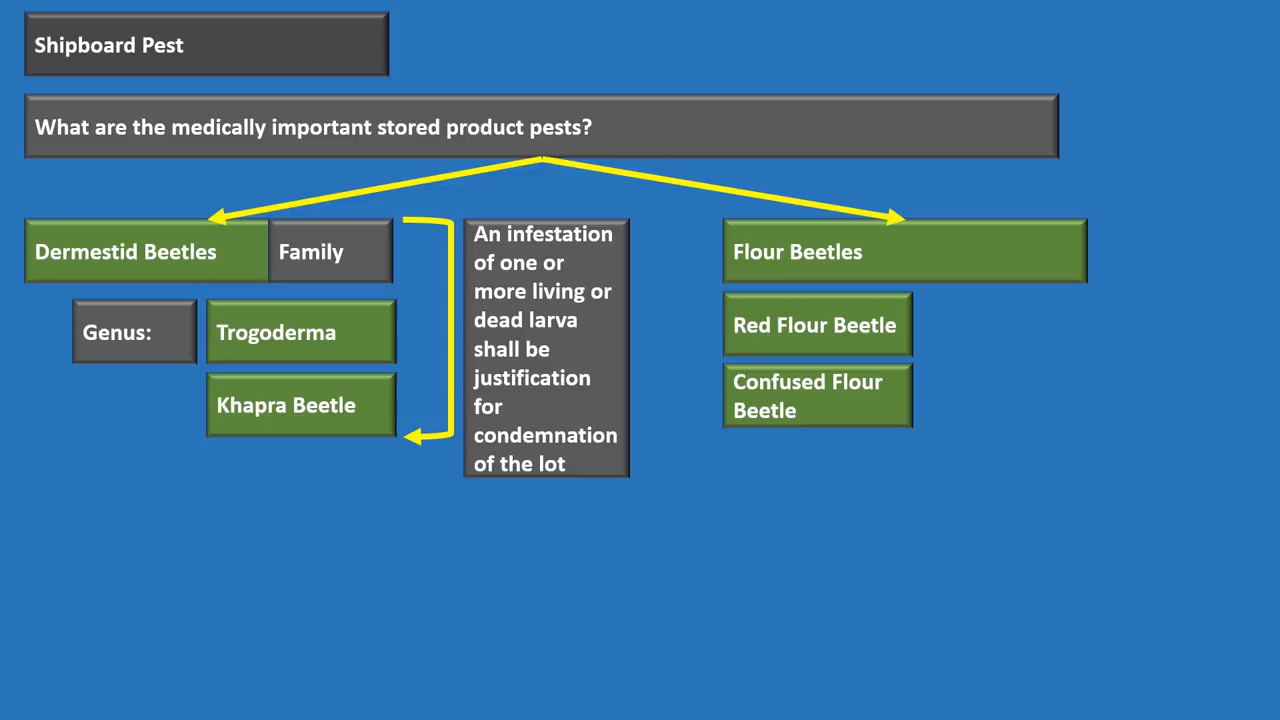 Shipboard Pest
What are the medically important stored product pests?
Dermestid Beetles
Family
Genus:
Trogoderma
Khapra Beetle
An infestation
of one or
more living or
dead larva
shall be
justification
for
condemnation
of the lot
Flour Beetles
Red Flour Beetle
Confused Flour
Beetle